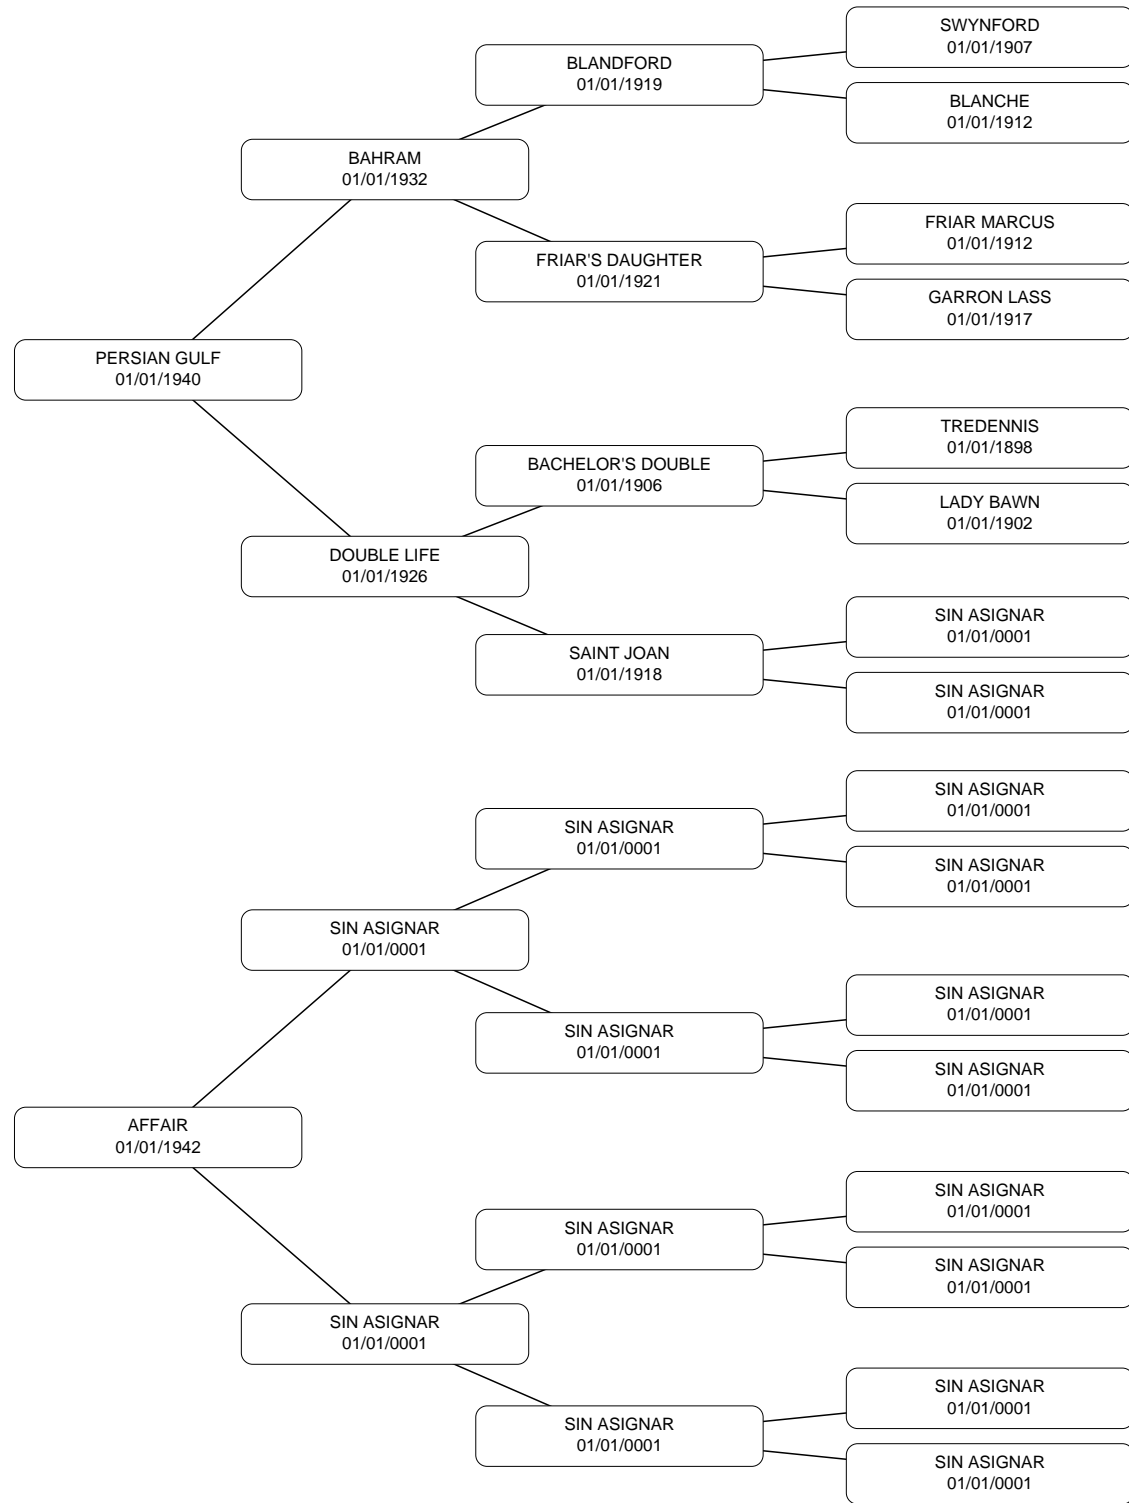 SWYNFORD
01/01/1907
BLANDFORD
01/01/1919
BLANCHE
01/01/1912
BAHRAM
01/01/1932
FRIAR MARCUS
01/01/1912
FRIAR'S DAUGHTER
01/01/1921
GARRON LASS
01/01/1917
PERSIAN GULF
01/01/1940
TREDENNIS
01/01/1898
BACHELOR'S DOUBLE
01/01/1906
LADY BAWN
01/01/1902
DOUBLE LIFE
01/01/1926
SIN ASIGNAR
01/01/0001
SAINT JOAN
01/01/1918
SIN ASIGNAR
01/01/0001
SIN ASIGNAR
01/01/0001
SIN ASIGNAR
01/01/0001
SIN ASIGNAR
01/01/0001
SIN ASIGNAR
01/01/0001
SIN ASIGNAR
01/01/0001
SIN ASIGNAR
01/01/0001
SIN ASIGNAR
01/01/0001
AFFAIR
01/01/1942
SIN ASIGNAR
01/01/0001
SIN ASIGNAR
01/01/0001
SIN ASIGNAR
01/01/0001
SIN ASIGNAR
01/01/0001
SIN ASIGNAR
01/01/0001
SIN ASIGNAR
01/01/0001
SIN ASIGNAR
01/01/0001